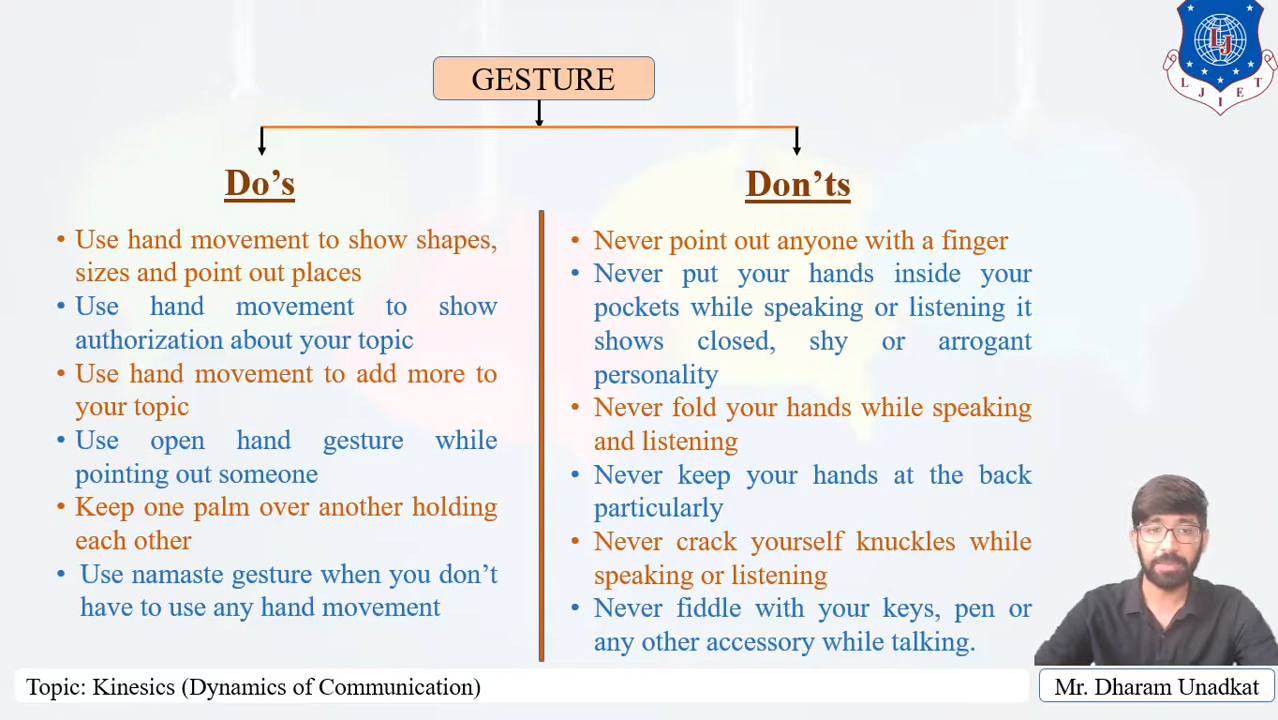 GESTURE
Do’s
• Use hand movement to show shapes,
sizes and point out places
• Use hand movement to show
authorization about your topic
• Use hand movement to add more to
your topic
• Use open hand gesture while
pointing out someone
• Keep one palm over another holding
each other
• Use namaste gesture when you don’t
have to use any hand movement
Don’ts
• Never point out anyone with a finger
• Never put your hands inside your
pockets while speaking or listening it
shows closed, shy or arrogant
personality
• Never fold your hands while speaking
and listening
• Never keep your hands at the back
particularly
• Never crack yourself knuckles while
speaking or listening
• Never fiddle with your keys, pen or
any other accessory while talking.
LJ
L J I E T
Topic: Kinesics (Dynamics of Communication)
Mr. Dharam Unadkat